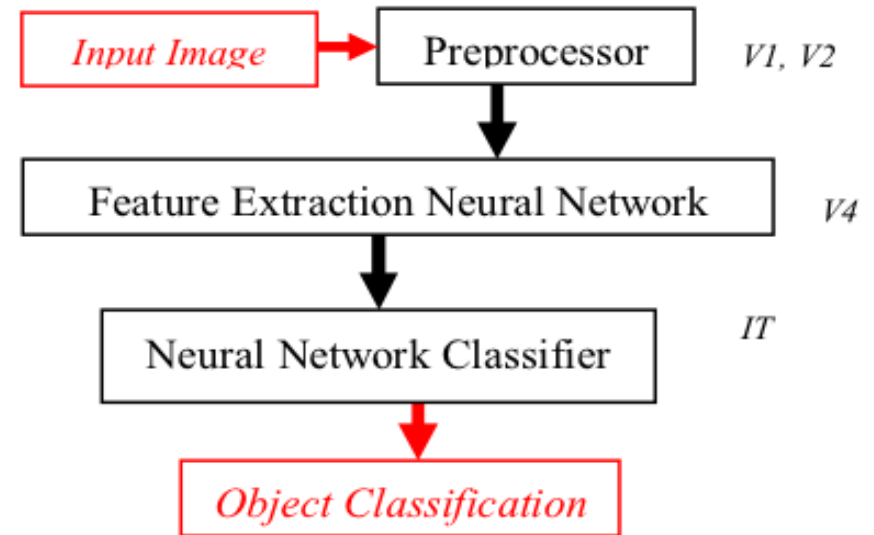 Input Image
Preprocessor
V1, V2
Feature Extraction Neural Network
V4
IT
Neural Network Classifier
Object Classification